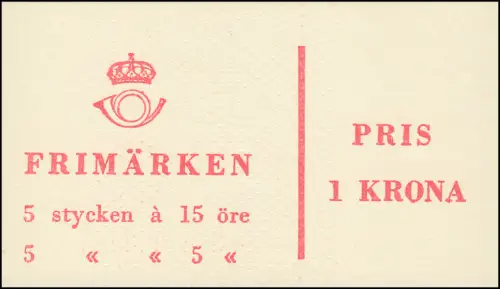 FRIMÄRKEN
5 stycken à 15 öre
5 « « 5 «
PRIS
1 KRONA